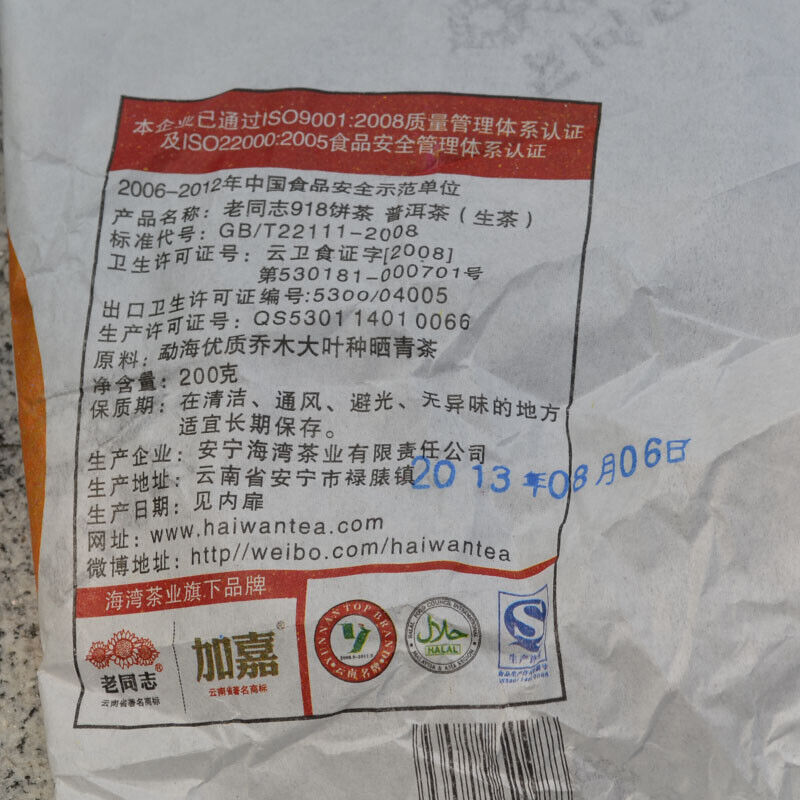 本企业已通过ISO9001:2008质量管理体系认证
及ISO22000:2005食品安全管理体系认证
2006-2012年中国食品安全示范单位
产品名称：老同志918饼茶 普洱茶（生茶）
标准代号：GB/T22111-2008
卫生许可证号：云卫食证字[2008]
第530181-000701号
出口卫生许可证编号:5300/04005
生产许可证号：QS5301 1401 0066
原料：勐海优质乔木大叶种晒青茶
净含量：200克
保质期：在清洁、通风、避光、无异味的地方
适宜长期保存。
生产企业：安宁海湾茶业有限责任公司
生产地址：云南省安宁市禄脿镇
2013年08月06日
生产日期：见内扉
网址：www.haiwantea.com
微博地址：http//weibo.com/haiwantea
海湾茶业旗下品牌
老同志®
云南省著名商标
加嘉®
云南省著名商标
YUNNAN TOP BRAND
云南名牌
حلال
HALAL
生产许可